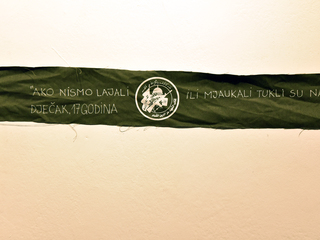 "AKO NISMO LAJALI ILI MJAUKALI TUKLI SU NA
DJEČAK, 17 GODINA